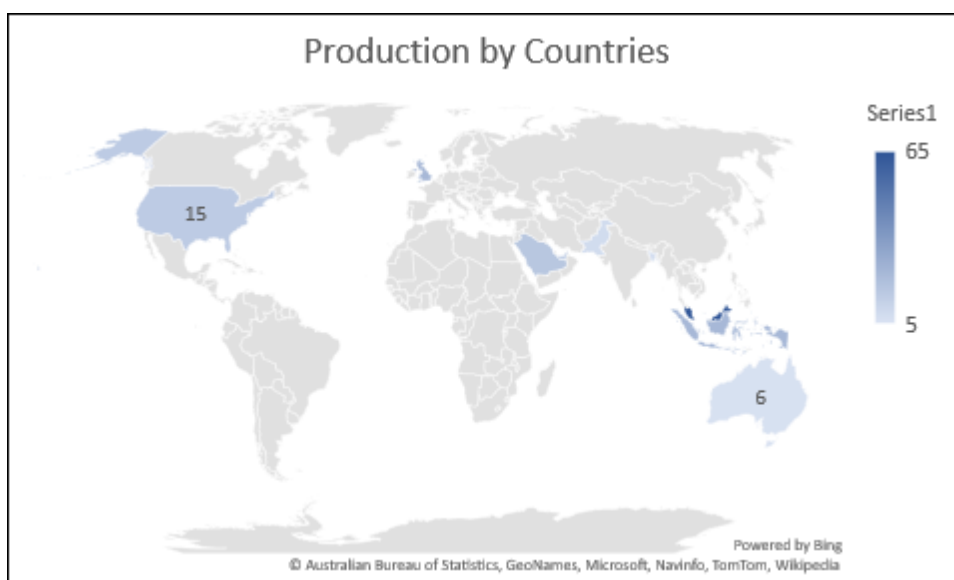 Production by Countries
Series1
65
15
5
6
Powered by Bing
© Australian Bureau of Statistics, GeoNames, Microsoft, Navinfo, TomTom, Wikipedia